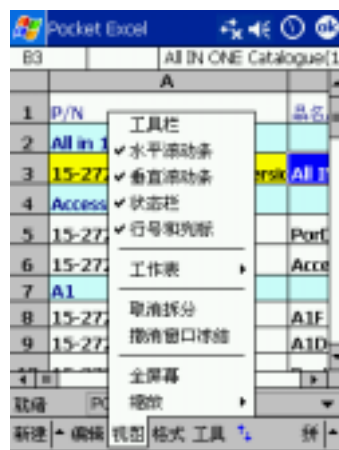 Pocket Excel ok
B3 All IN ONE Catalogue(1
A
1 P/N 品名
2 All in 1
3 15-272 All I
4 Access
5 15-272 Port
6 15-272 Acce
7 A1
8 15-272 A1F
9 15-272 A1D
工具栏
水平滚动条
垂直滚动条
状态栏
行号和列标
工作表
取消拆分
撤消窗口冻结
全屏幕
缩放
就绪
新建 编辑 视图 格式 工具 拼